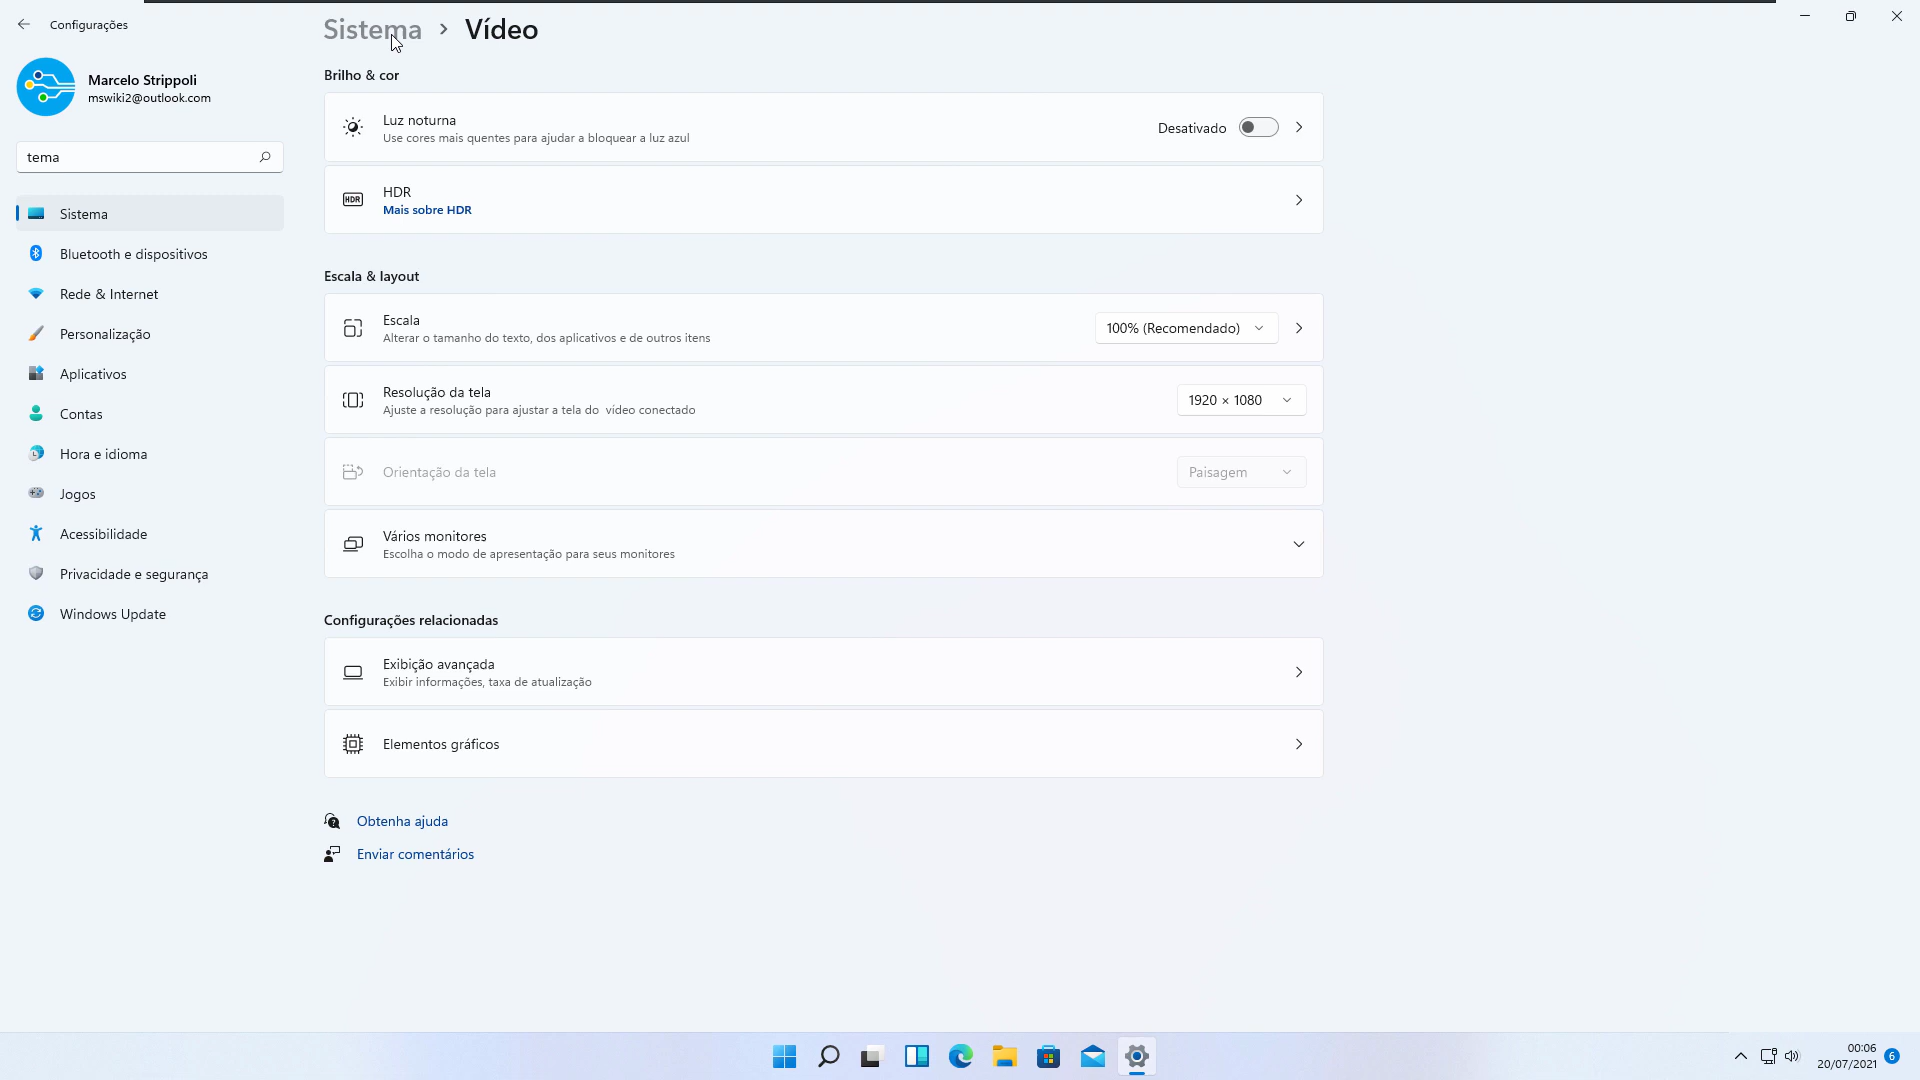 Configurações
Marcelo Strippoli
mswiki2@outlook.com
tema
Sistema
Bluetooth e dispositivos
Rede & Internet
Personalização
Aplicativos
Contas
Hora e idioma
Jogos
Acessibilidade
Privacidade e segurança
Windows Update
Sistema › Vídeo
Brilho & cor
Luz noturna
Use cores mais quentes para ajudar a bloquear a luz azul
Desativado
HDR
HDR
Mais sobre HDR
Escala & layout
Escala
Alterar o tamanho do texto, dos aplicativos e de outros itens
100% (Recomendado)
Resolução da tela
Ajuste a resolução para ajustar a tela do vídeo conectado
1920 × 1080
Orientação da tela
Paisagem
Vários monitores
Escolha o modo de apresentação para seus monitores
Configurações relacionadas
Exibição avançada
Exibir informações, taxa de atualização
Elementos gráficos
Obtenha ajuda
Enviar comentários
00:06
20/07/2021
6